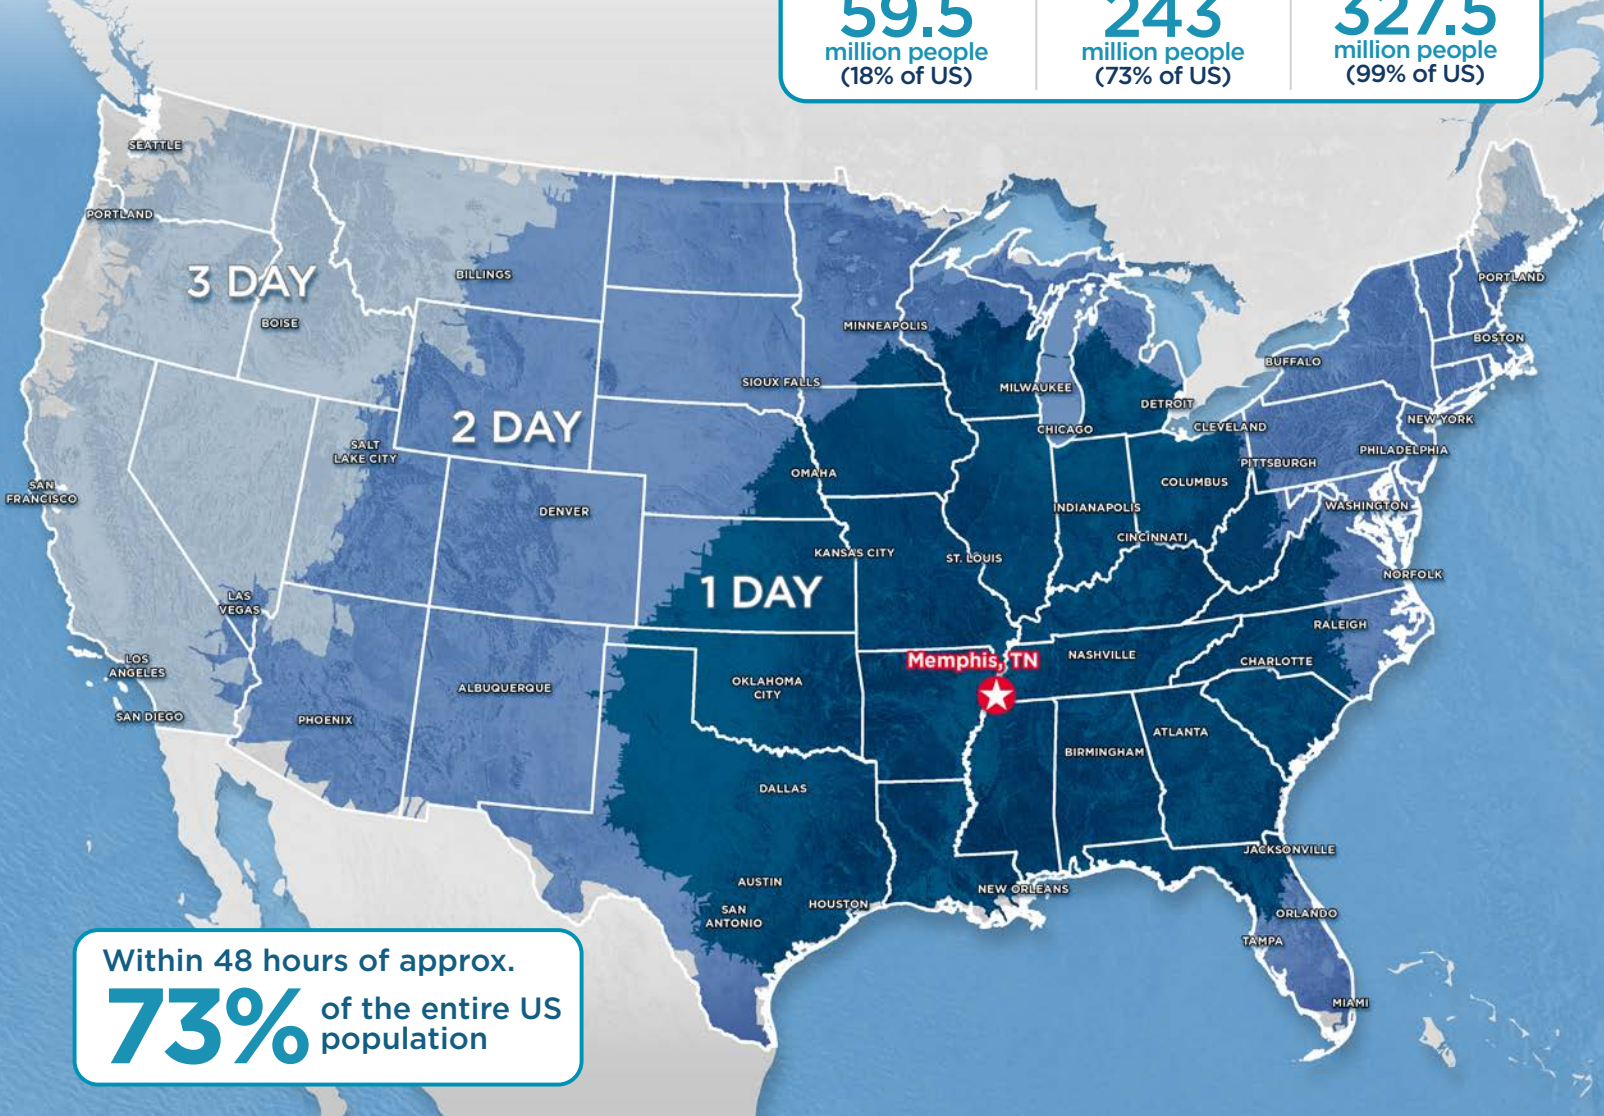 59.5
million people
(18% of US)
243
million people
(73% of US)
327.5
million people
(99% of US)
SEATTLE
PORTLAND
3 DAY
BOISE
BILLINGS
2 DAY
SALT
LAKE CITY
SAN
FRANCISCO
LAS
VEGAS
LOS
ANGELES
SAN DIEGO
PHOENIX
ALBUQUERQUE
DENVER
MINNEAPOLIS
SIOUX FALLS
OMAHA
KANSAS CITY
1 DAY
OKLAHOMA
CITY
DALLAS
AUSTIN
SAN
ANTONIO
HOUSTON
NEW ORLEANS
Memphis, TN
NASHVILLE
ST. LOUIS
MILWAUKEE
CHICAGO
DETROIT
CLEVELAND
INDIANAPOLIS
COLUMBUS
CINCINNATI
PITTSBURGH
BUFFALO
PORTLAND
BOSTON
NEW YORK
PHILADELPHIA
WASHINGTON
NORFOLK
RALEIGH
CHARLOTTE
ATLANTA
BIRMINGHAM
JACKSONVILLE
ORLANDO
TAMPA
MIAMI
Within 48 hours of approx.
73% of the entire US
population